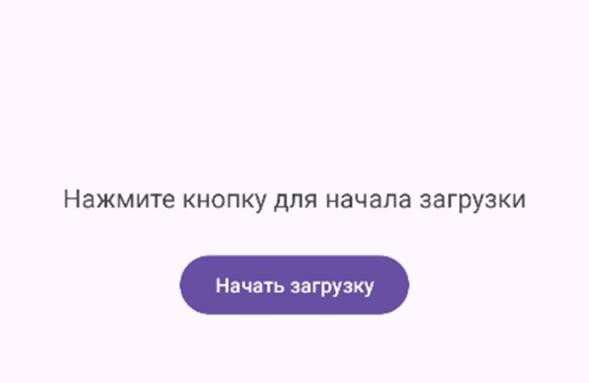 Нажмите кнопку для начала загрузки
Начать загрузку